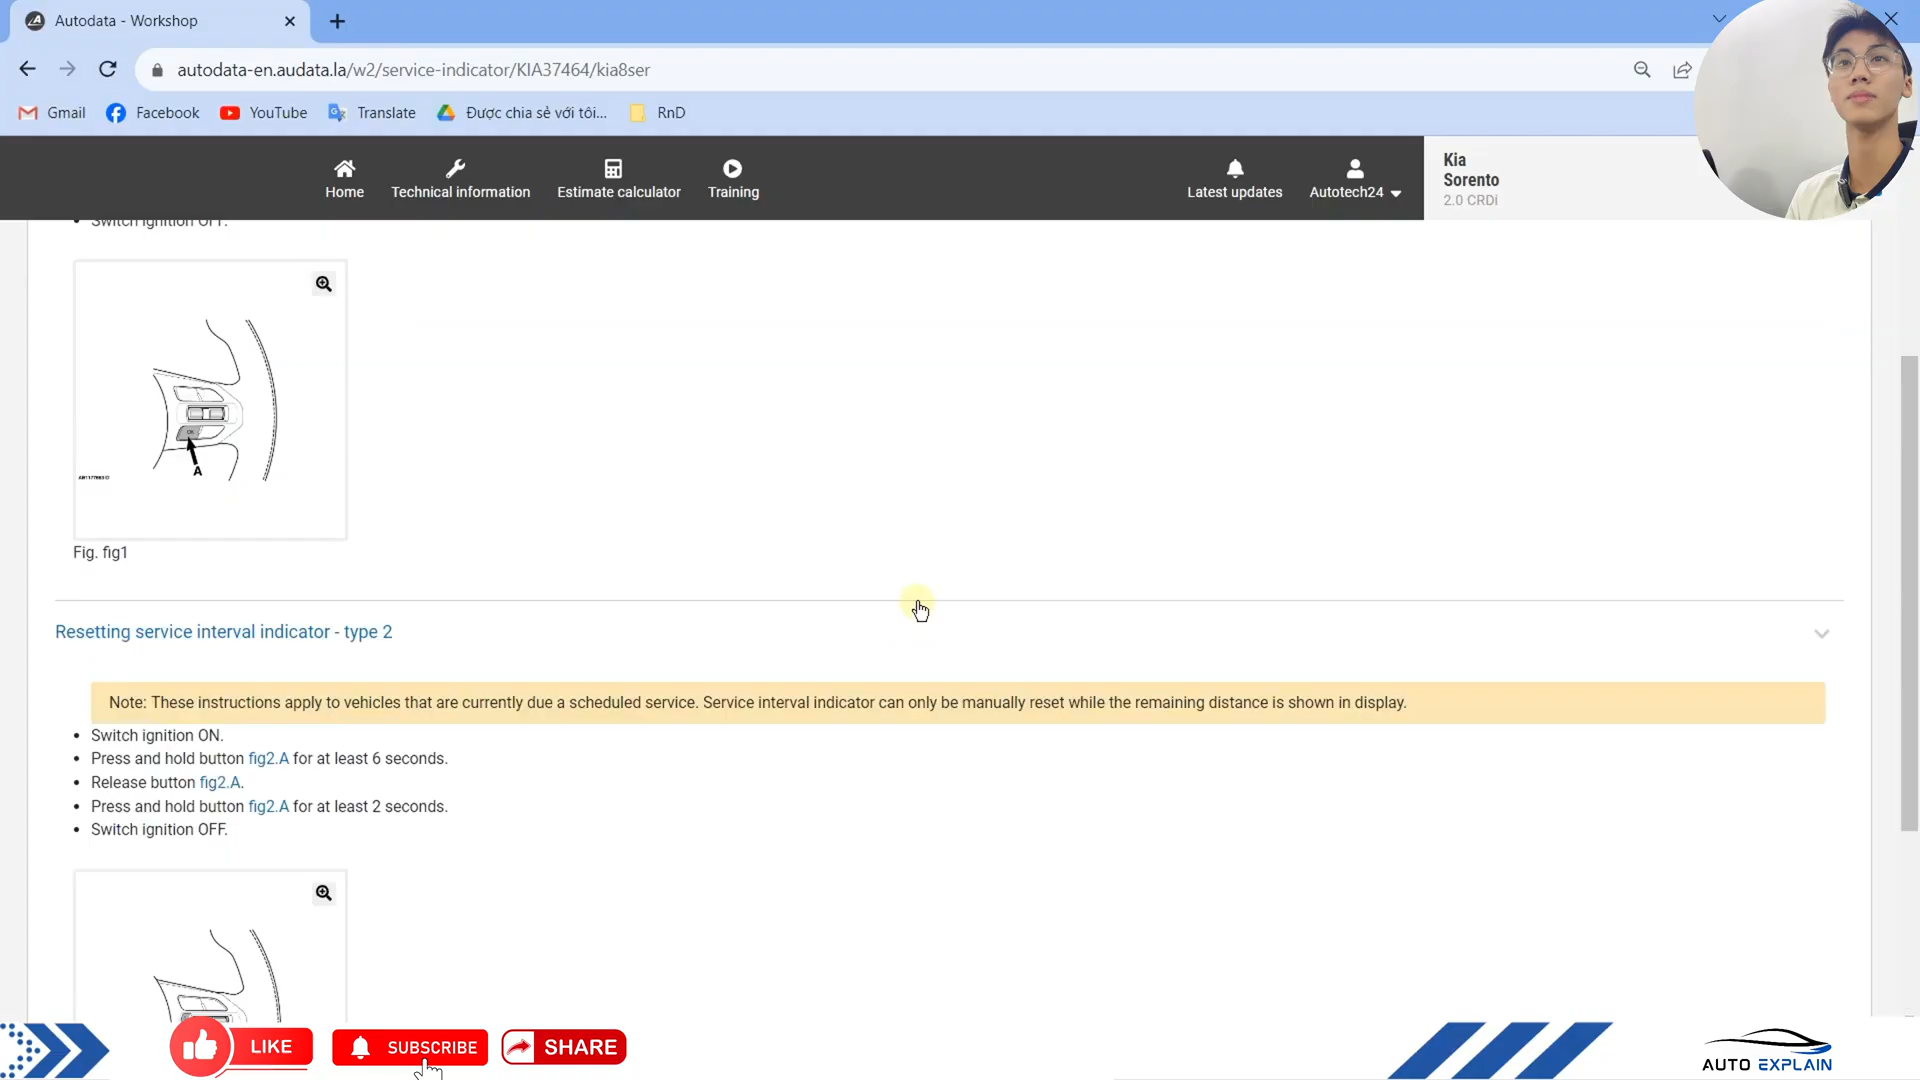 Autodata - Workshop
autodata-en.audata.la/w2/service-indicator/KIA37464/kia8ser
Gmail
Facebook
YouTube
Translate
Được chia sẻ với tôi...
RnD
Home
Technical information
Estimate calculator
Training
Latest updates
Autotech24
Kia
Sorento
2.0 CRDi
Switch ignition OFF.
OK
A
Fig. fig1
Resetting service interval indicator - type 2
Note: These instructions apply to vehicles that are currently due a scheduled service. Service interval indicator can only be manually reset while the remaining distance is shown in display.
Switch ignition ON.
Press and hold button fig2.A for at least 6 seconds.
Release button fig2.A.
Press and hold button fig2.A for at least 2 seconds.
Switch ignition OFF.
LIKE
SUBSCRIBE
SHARE
AUTO EXPLAIN